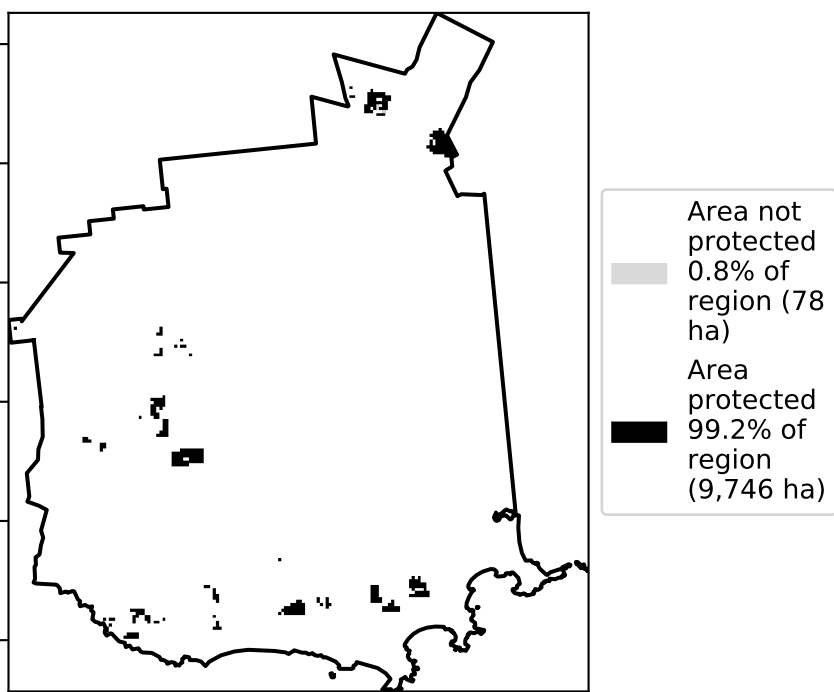 Area not
protected
0.8% of
region (78
ha)
Area
protected
99.2% of
region
(9,746 ha)